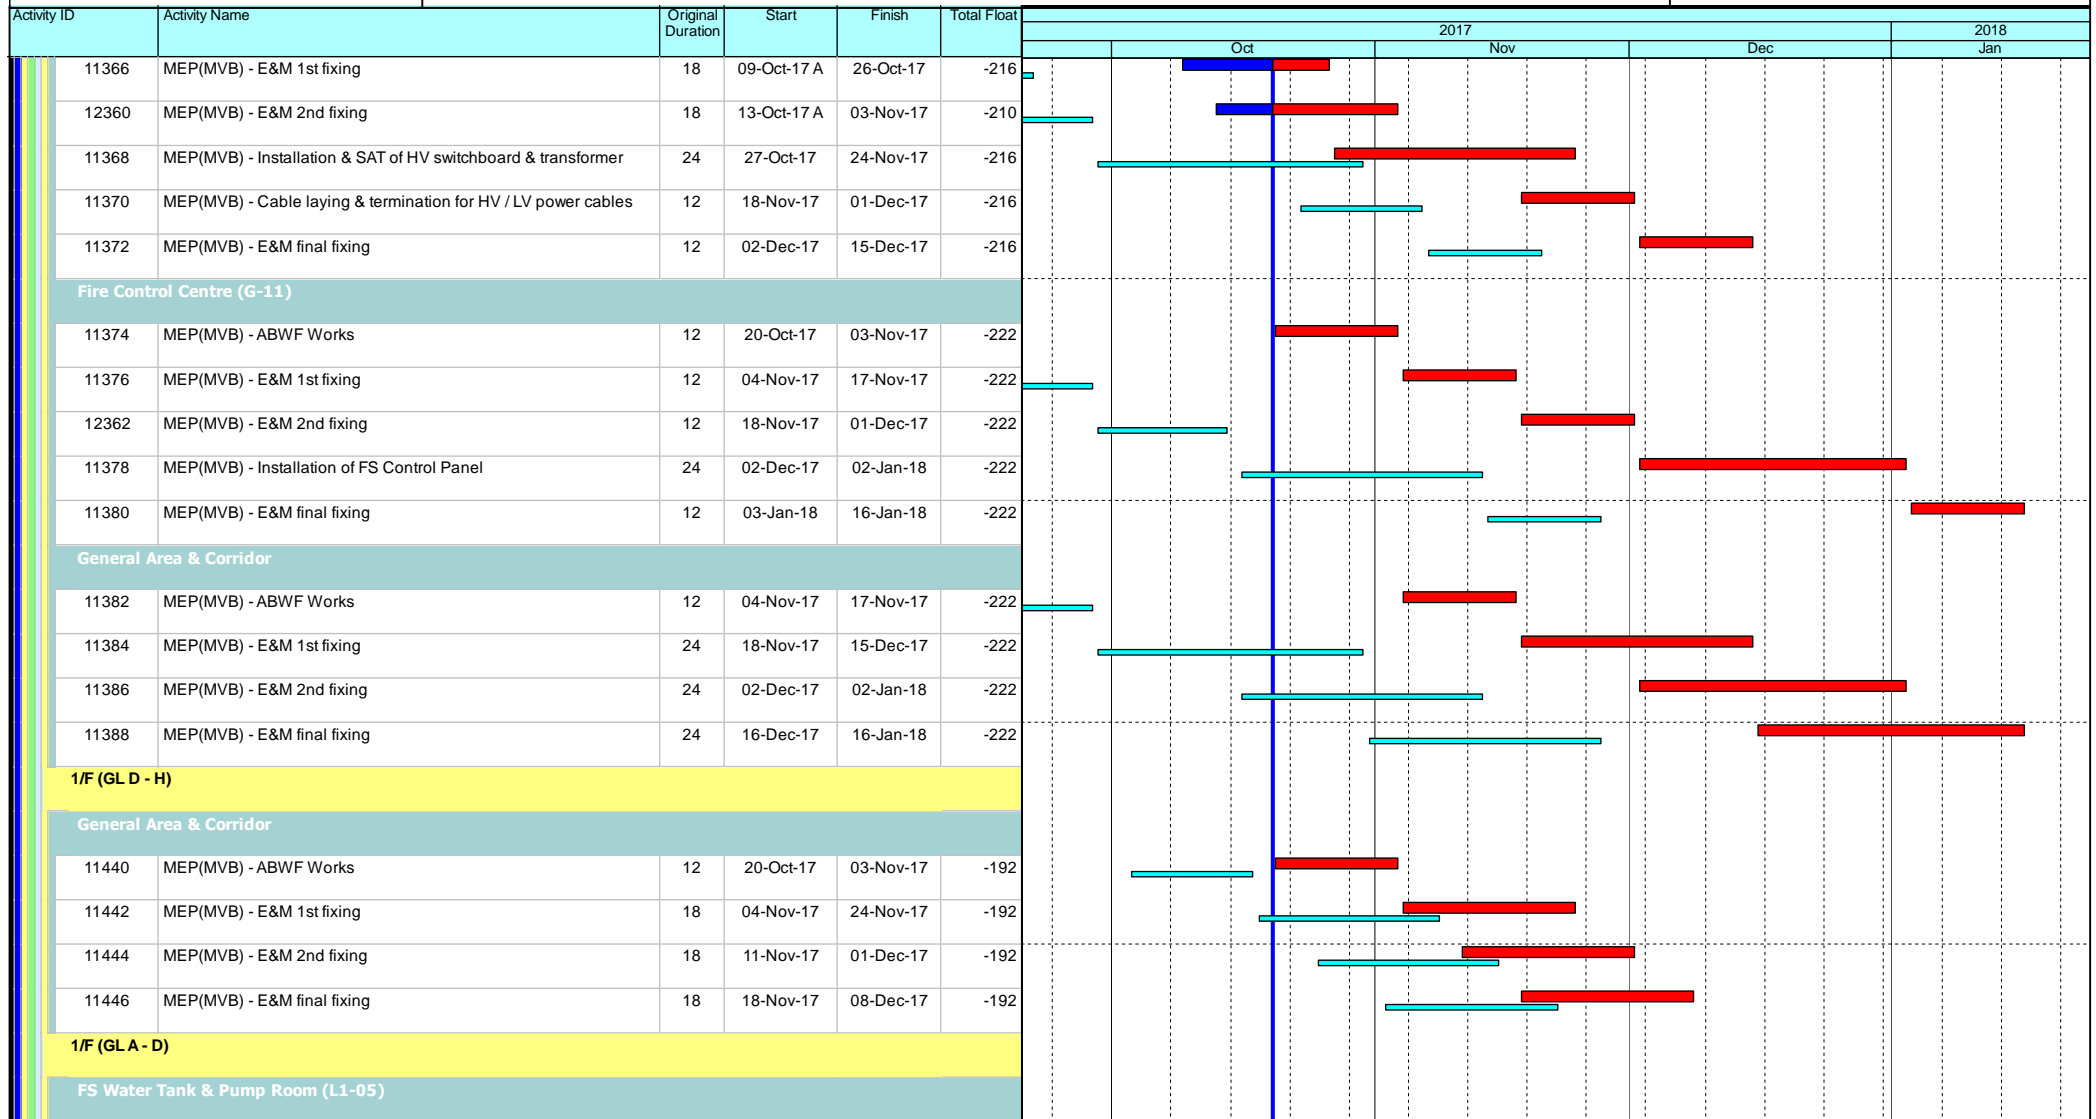 Activity ID Activity Name Original Duration Start Finish Total Float
2017 2018
Oct Nov Dec Jan
11366 MEP(MVB) - E&M 1st fixing 18 09-Oct-17 A 26-Oct-17 -216
12360 MEP(MVB) - E&M 2nd fixing 18 13-Oct-17 A 03-Nov-17 -210
11368 MEP(MVB) - Installation & SAT of HV switchboard & transformer 24 27-Oct-17 24-Nov-17 -216
11370 MEP(MVB) - Cable laying & termination for HV / LV power cables 12 18-Nov-17 01-Dec-17 -216
11372 MEP(MVB) - E&M final fixing 12 02-Dec-17 15-Dec-17 -216
Fire Control Centre (G-11)
11374 MEP(MVB) - ABWF Works 12 20-Oct-17 03-Nov-17 -222
11376 MEP(MVB) - E&M 1st fixing 12 04-Nov-17 17-Nov-17 -222
12362 MEP(MVB) - E&M 2nd fixing 12 18-Nov-17 01-Dec-17 -222
11378 MEP(MVB) - Installation of FS Control Panel 24 02-Dec-17 02-Jan-18 -222
11380 MEP(MVB) - E&M final fixing 12 03-Jan-18 16-Jan-18 -222
General Area & Corridor
11382 MEP(MVB) - ABWF Works 12 04-Nov-17 17-Nov-17 -222
11384 MEP(MVB) - E&M 1st fixing 24 18-Nov-17 15-Dec-17 -222
11386 MEP(MVB) - E&M 2nd fixing 24 02-Dec-17 02-Jan-18 -222
11388 MEP(MVB) - E&M final fixing 24 16-Dec-17 16-Jan-18 -222
1/F (GL D - H)
General Area & Corridor
11440 MEP(MVB) - ABWF Works 12 20-Oct-17 03-Nov-17 -192
11442 MEP(MVB) - E&M 1st fixing 18 04-Nov-17 24-Nov-17 -192
11444 MEP(MVB) - E&M 2nd fixing 18 11-Nov-17 01-Dec-17 -192
11446 MEP(MVB) - E&M final fixing 18 18-Nov-17 08-Dec-17 -192
1/F (GL A - D)
FS Water Tank & Pump Room (L1-05)